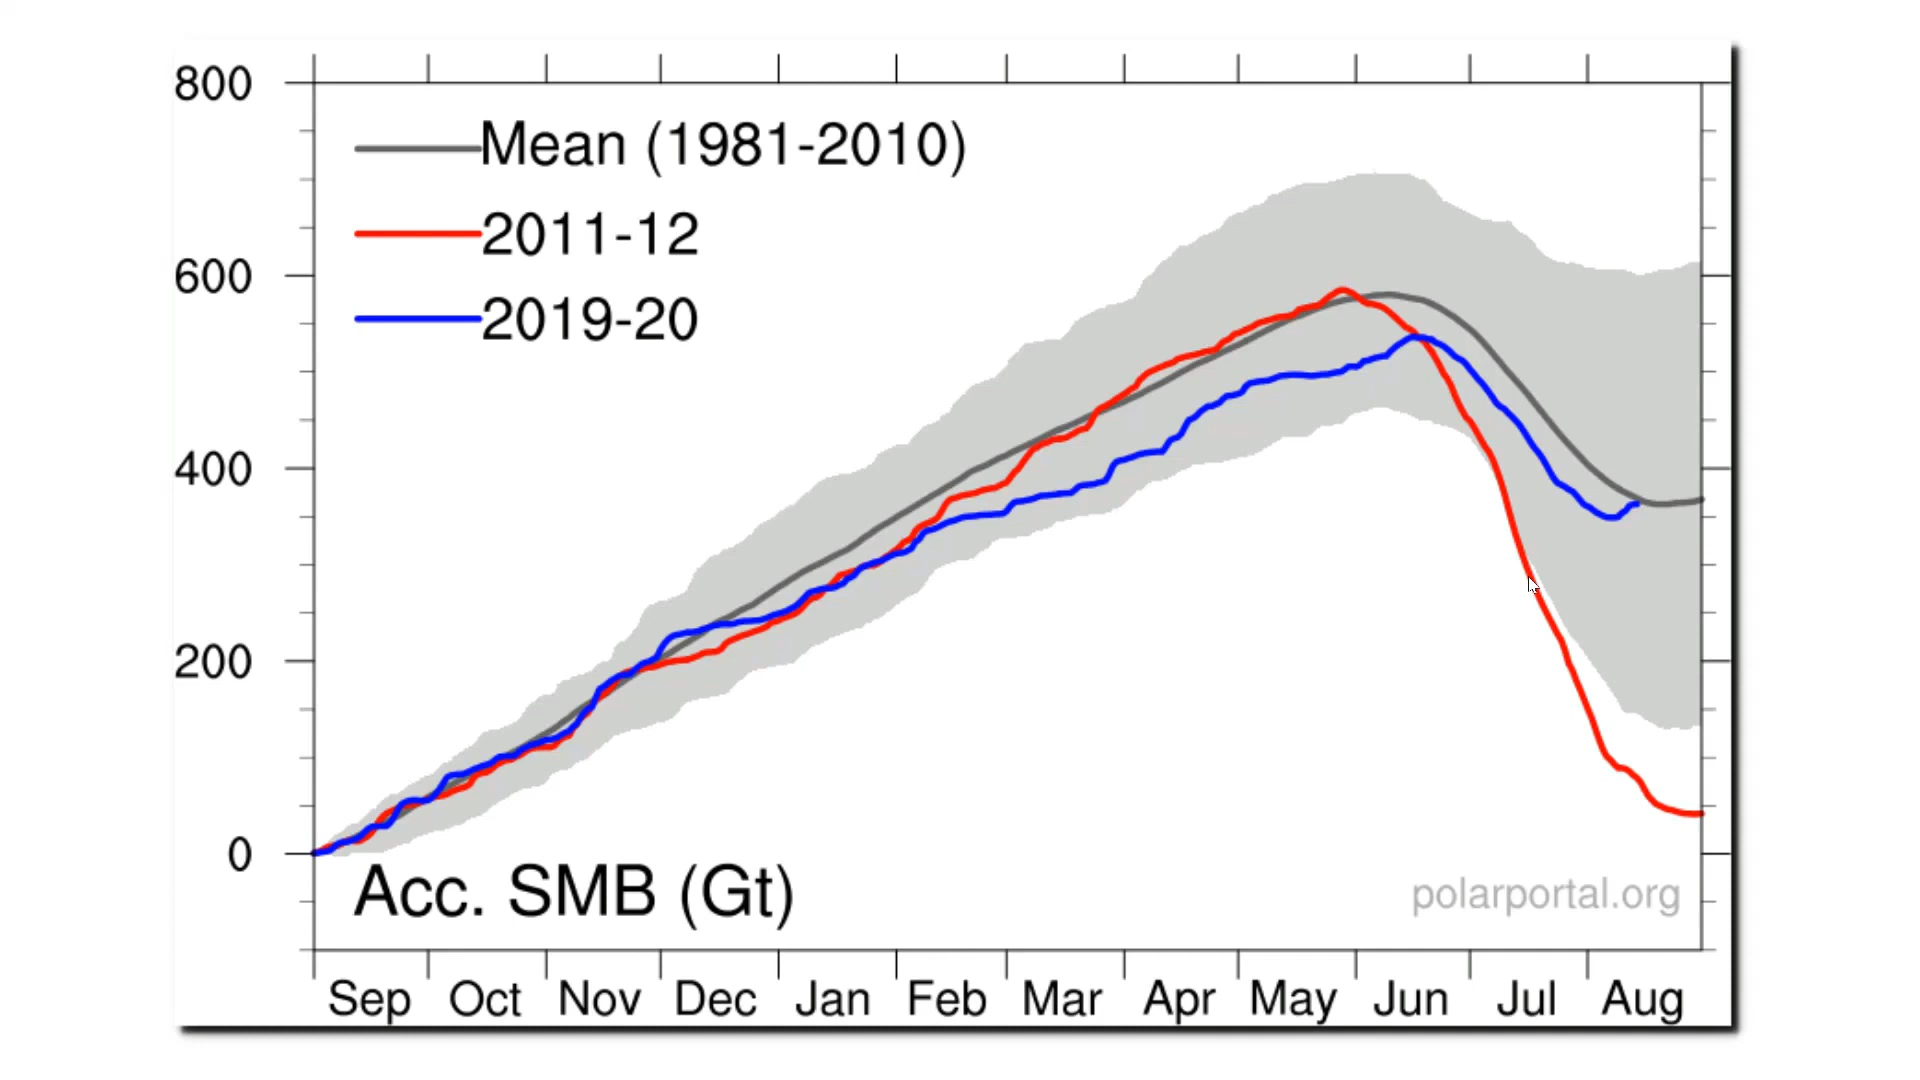 800
Mean (1981-2010)
2011-12
600
2019-20
400
200
0
Acc. SMB (Gt)
polarportal.org
Sep Oct Nov Dec Jan Feb Mar Apr May Jun Jul Aug